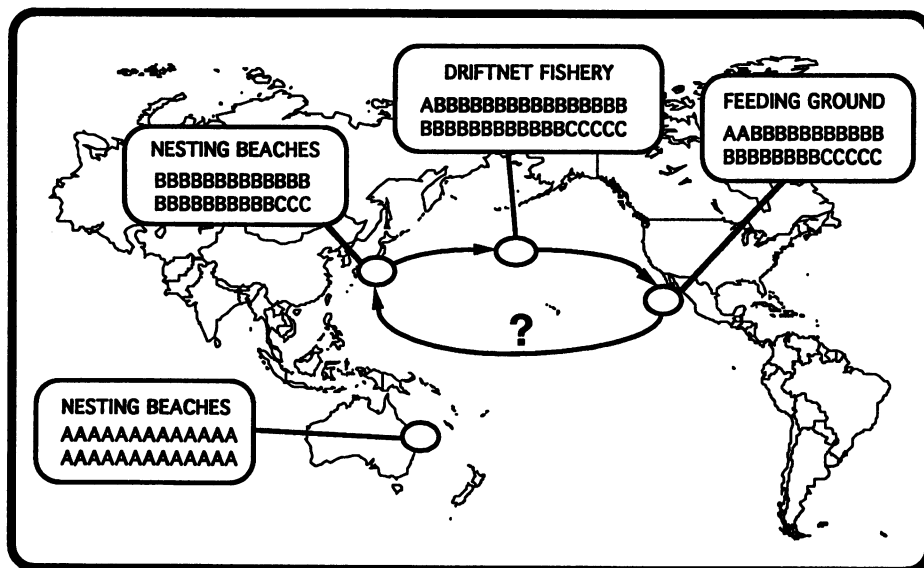 DRIFTNET FISHERY
ABBBBBBBBBBBBBBBB
BBBBBBBBBBBBCCCCC
FEEDING GROUND
AABBBBBBBBBBB
BBBBBBBBCCCCC
NESTING BEACHES
BBBBBBBBBBBBB
BBBBBBBBBBCCC
?
NESTING BEACHES
AAAAAAAAAAAAA
AAAAAAAAAAAAA